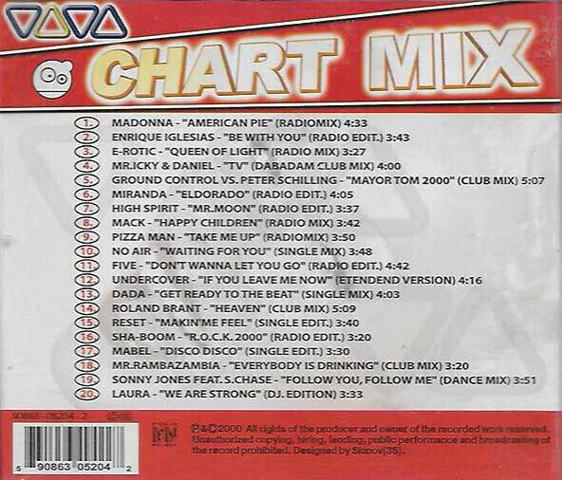 VIVA
CHART MIX
1. MADONNA - "AMERICAN PIE" (RADIOMIX) 4:33
2. ENRIQUE IGLESIAS - "BE WITH YOU" (RADIO EDIT.) 3:43
3. E-ROTIC - "QUEEN OF LIGHT" (RADIO MIX) 3:27
4. MR.ICKY & DANIEL - "TV" (DABADAM CLUB MIX) 4:00
5. GROUND CONTROL VS. PETER SCHILLING - "MAYOR TOM 2000" (CLUB MIX) 5:07
6. MIRANDA - "ELDORADO" (RADIO EDIT.) 4:05
7. HIGH SPIRIT - "MR.MOON" (RADIO EDIT.) 3:37
8. MACK - "HAPPY CHILDREN" (RADIO MIX) 3:42
9. PIZZA MAN - "TAKE ME UP" (RADIOMIX) 3:50
10. NO AIR - "WAITING FOR YOU" (SINGLE MIX) 3:48
11. FIVE - "DONT WANNA LET YOU GO" (RADIO EDIT.) 4:42
12. UNDERCOVER - "IF YOU LEAVE ME NOW" (ETENDEND VERSION) 4:16
13. DADA - "GET READY TO THE BEAT" (SINGLE MIX) 4:03
14. ROLAND BRANT - "HEAVEN" (CLUB MIX) 5:09
15. RESET - "MAKIN'ME FEEL" (SINGLE EDIT.) 3:40
16. SHA-BOOM - "R.O.C.K. 2000" (RADIO EDIT.) 3:20
17. MABEL - "DISCO DISCO" (SINGLE EDIT.) 3:30
18. MR.RAMBAZAMBIA - "EVERYBODY IS DRINKING" (CLUB MIX) 3:20
19. SONNY JONES FEAT. S.CHASE - "FOLLOW YOU, FOLLOW ME" (DANCE MIX) 3:51
20. LAURA - "WE ARE STRONG" (DJ. EDITION) 3:33
90863-05204-2
P&C2000 All rights of the producer and owner of the recorded work reserved.
Unauthorized copying, hiring, lending, public performance and broadcasting of
the record prohibited. Designed by Sionov[3S].
5 90863 05204 2